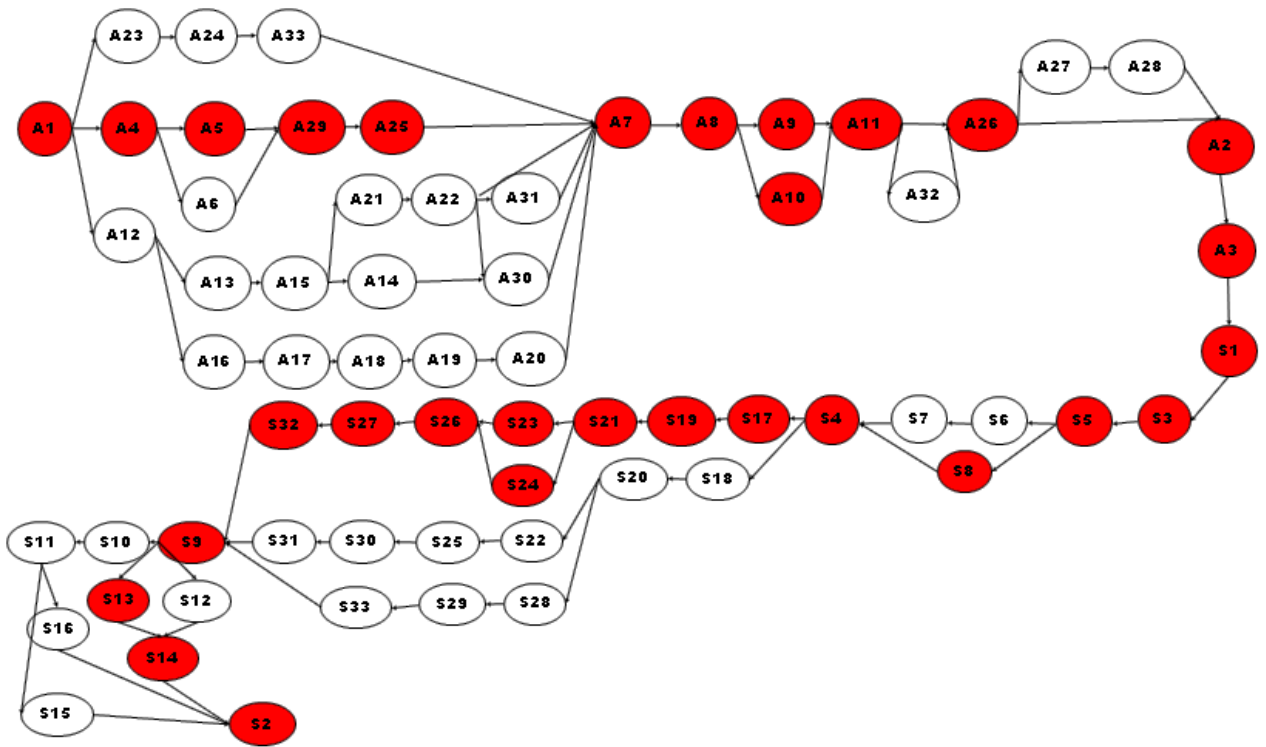 A23 A24 A33
A27 A28
A1 A4 A5 A29 A25 A7 A8 A9 A11 A26
A2
A6 A21 A22 A31 A10 A32
A12
A13 A15 A14 A30
A3
A16 A17 A18 A19 A20
S1
S32 S27 S26 S23 S21 S19 S17 S4 S7 S6 S5 S3
S24 S20 S18 S8
S11 S10 S9 S31 S30 S25 S22
S13 S12 S33 S29 S28
S16
S14
S15 S2